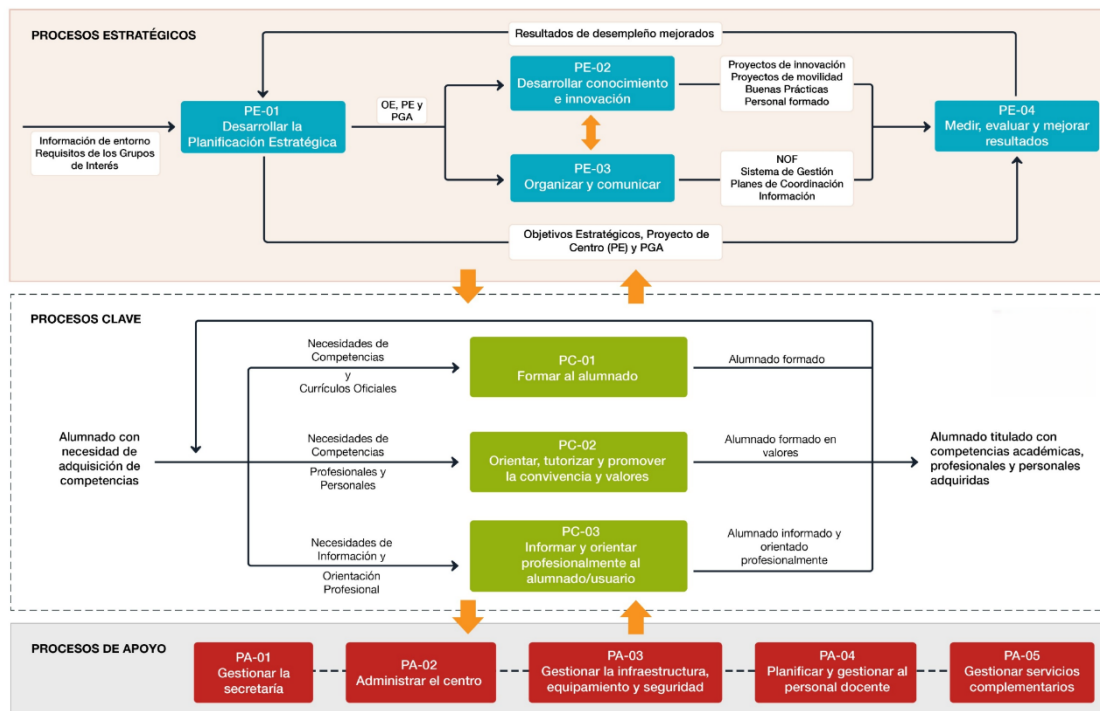 PROCESOS ESTRATÉGICOS
Resultados de desempleño mejorados
PE-01
Desarrollar la
Planificación Estratégica
Información de entorno
Requisitos de los Grupos
de Interés
OE, PE y
PGA
PE-02
Desarrollar conocimiento
e innovación
PE-03
Organizar y comunicar
Proyectos de innovación
Proyectos de movilidad
Buenas Prácticas
Personal formado
NOF
Sistema de Gestión
Planes de Coordinación
Información
PE-04
Medir, evaluar y mejorar
resultados
Objetivos Estratégicos, Proyecto de
Centro (PE) y PGA
PROCESOS CLAVE
Alumnado con
necesidad de
adquisición de
competencias
Necesidades de
Competencias
y
Currículos Oficiales
PC-01
Formar al alumnado
Alumnado formado
Necesidades de
Competencias
Profesionales y
Personales
PC-02
Orientar, tutorizar y promover
la convivencia y valores
Alumnado formado en
valores
Necesidades de
Información y
Orientación
Profesional
PC-03
Informar y orientar
profesionalmente al
alumnado/usuario
Alumnado informado y
orientado
profesionalmente
Alumnado titulado con
competencias académicas,
profesionales y personales
adquiridas
PROCESOS DE APOYO
PA-01
Gestionar la
secretaría
PA-02
Administrar el centro
PA-03
Gestionar la infraestructura,
equipamiento y seguridad
PA-04
Planificar y gestionar al
personal docente
PA-05
Gestionar servicios
complementarios